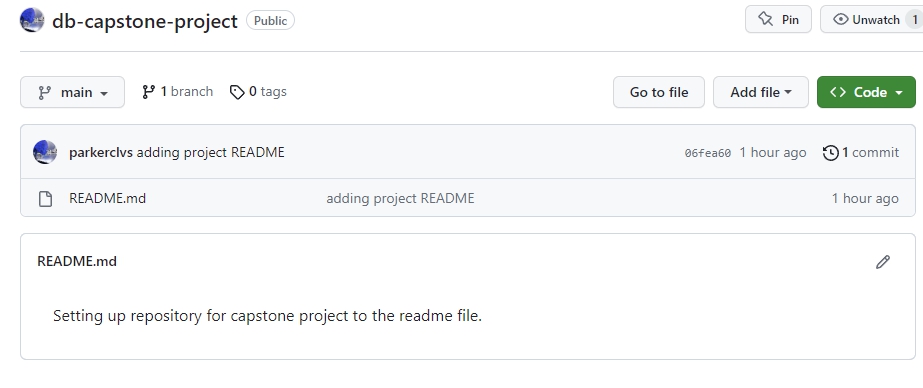 db-capstone-project Public Pin Unwatch 1
main 1 branch 0 tags Go to file Add file Code
parkerclvs adding project README 06fea60 1 hour ago 1 commit
README.md adding project README 1 hour ago
README.md
Setting up repository for capstone project to the readme file.